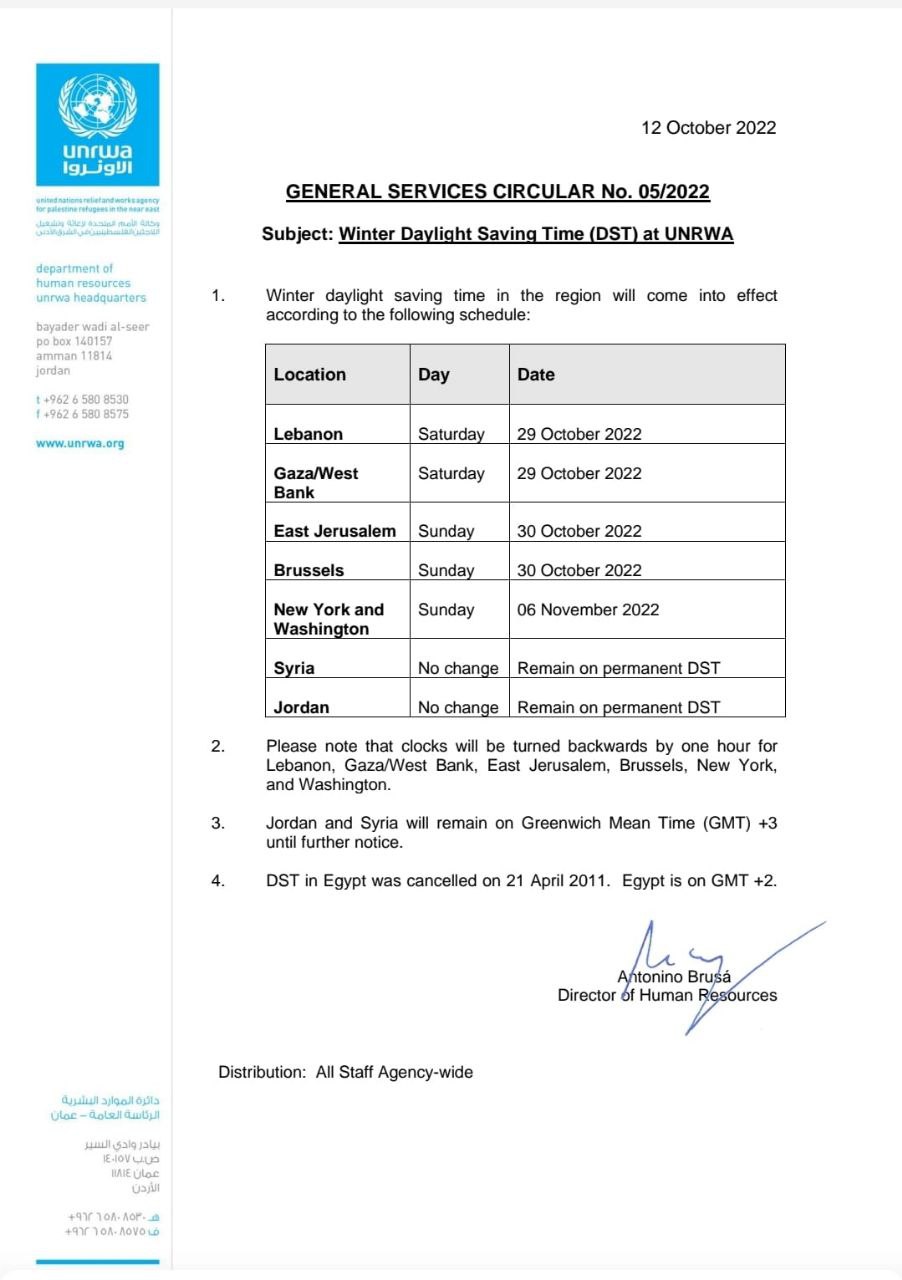 unrwa
الأونروا
united nations relief and works agency
for palestine refugees in the near east
وكالة الأمم المتحدة لإغاثة وتشغيل
اللاجئين الفلسطينيين في الشرق الأدنى
department of
human resources
unrwa headquarters
bayader wadi al-seer
po box 140157
amman 11814
jordan
t +962 6 580 8530
f +962 6 580 8575
www.unrwa.org
12 October 2022
GENERAL SERVICES CIRCULAR No. 05/2022
Subject: Winter Daylight Saving Time (DST) at UNRWA
1. Winter daylight saving time in the region will come into effect
according to the following schedule:
Location Day Date
Lebanon Saturday 29 October 2022
Gaza/West Saturday 29 October 2022
Bank
East Jerusalem Sunday 30 October 2022
Brussels Sunday 30 October 2022
New York and Sunday 06 November 2022
Washington
Syria No change Remain on permanent DST
Jordan No change Remain on permanent DST
2. Please note that clocks will be turned backwards by one hour for
Lebanon, Gaza/West Bank, East Jerusalem, Brussels, New York,
and Washington.
3. Jordan and Syria will remain on Greenwich Mean Time (GMT) +3
until further notice.
4. DST in Egypt was cancelled on 21 April 2011. Egypt is on GMT +2.
Antonino Brusá
Director of Human Resources
Distribution: All Staff Agency-wide
دائرة الموارد البشرية
الرئاسة العامة – عمان
بيادر وادي السير
ص.ب ١٤٠١٥٧
عمان ١١٨١٤
الأردن
هـ +٩٦٢ ٦ ٥٨٠ ٨٥٣٠
ف +٩٦٢ ٦ ٥٨٠ ٨٥٧٥